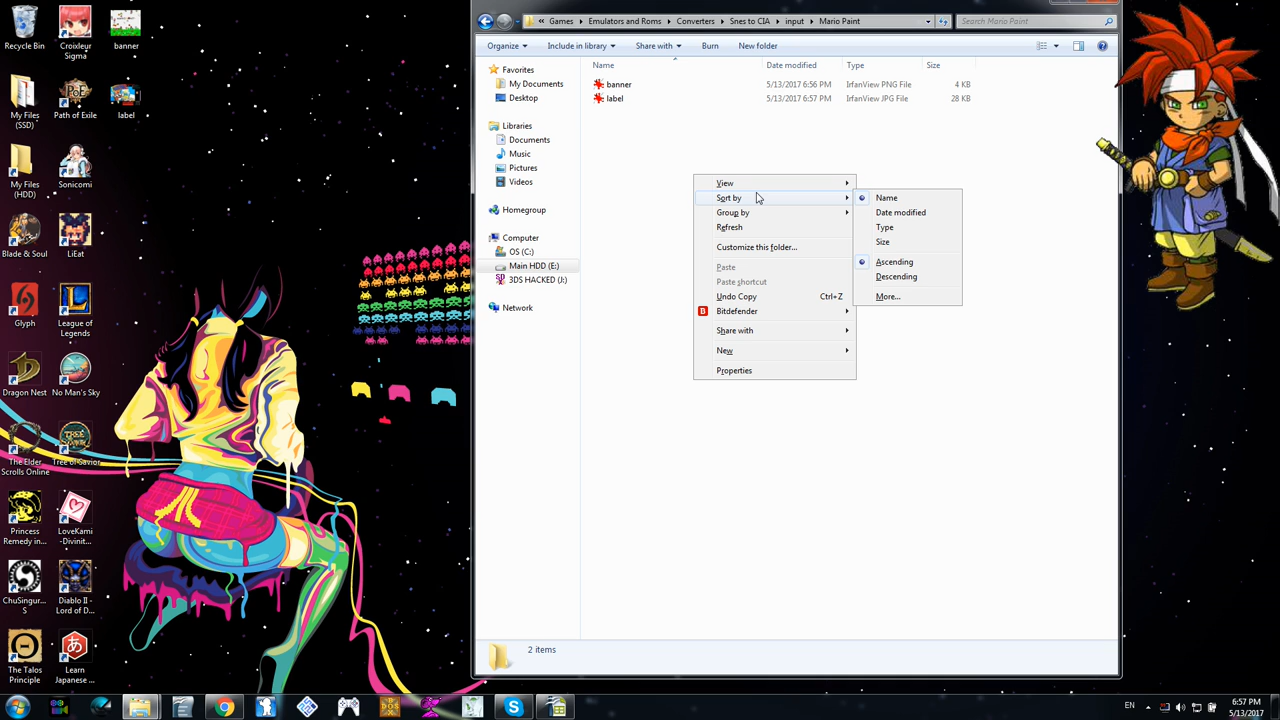 Recycle Bin
Croixleur Sigma
banner
My Files (SSD)
Path of Exile
label
My Files (HDD)
Sonicomi
Blade & Soul
LiEat
Glyph
League of Legends
Dragon Nest
No Man's Sky
The Elder Scrolls Online
Tree of Savior
Princess Remedy in...
LoveKami -Divinit...
ChuSingur... S
Diablo II - Lord of D...
The Talos Principle
Learn Japanese ...
« Games ▸ Emulators and Roms ▸ Converters ▸ Snes to CIA ▸ input ▸ Mario Paint
Search Mario Paint
Organize Include in library Share with Burn New folder
Favorites
My Documents
Desktop
Libraries
Documents
Music
Pictures
Videos
Homegroup
Computer
OS (C:)
Main HDD (E:)
3DS HACKED (J:)
Network
Name Date modified Type Size
banner 5/13/2017 6:56 PM IrfanView PNG File 4 KB
label 5/13/2017 6:57 PM IrfanView JPG File 28 KB
View
Sort by
Group by
Refresh
Customize this folder...
Paste
Paste shortcut
Undo Copy Ctrl+Z
Bitdefender
Share with
New
Properties
Name
Date modified
Type
Size
Ascending
Descending
More...
2 items
EN
6:57 PM
5/13/2017